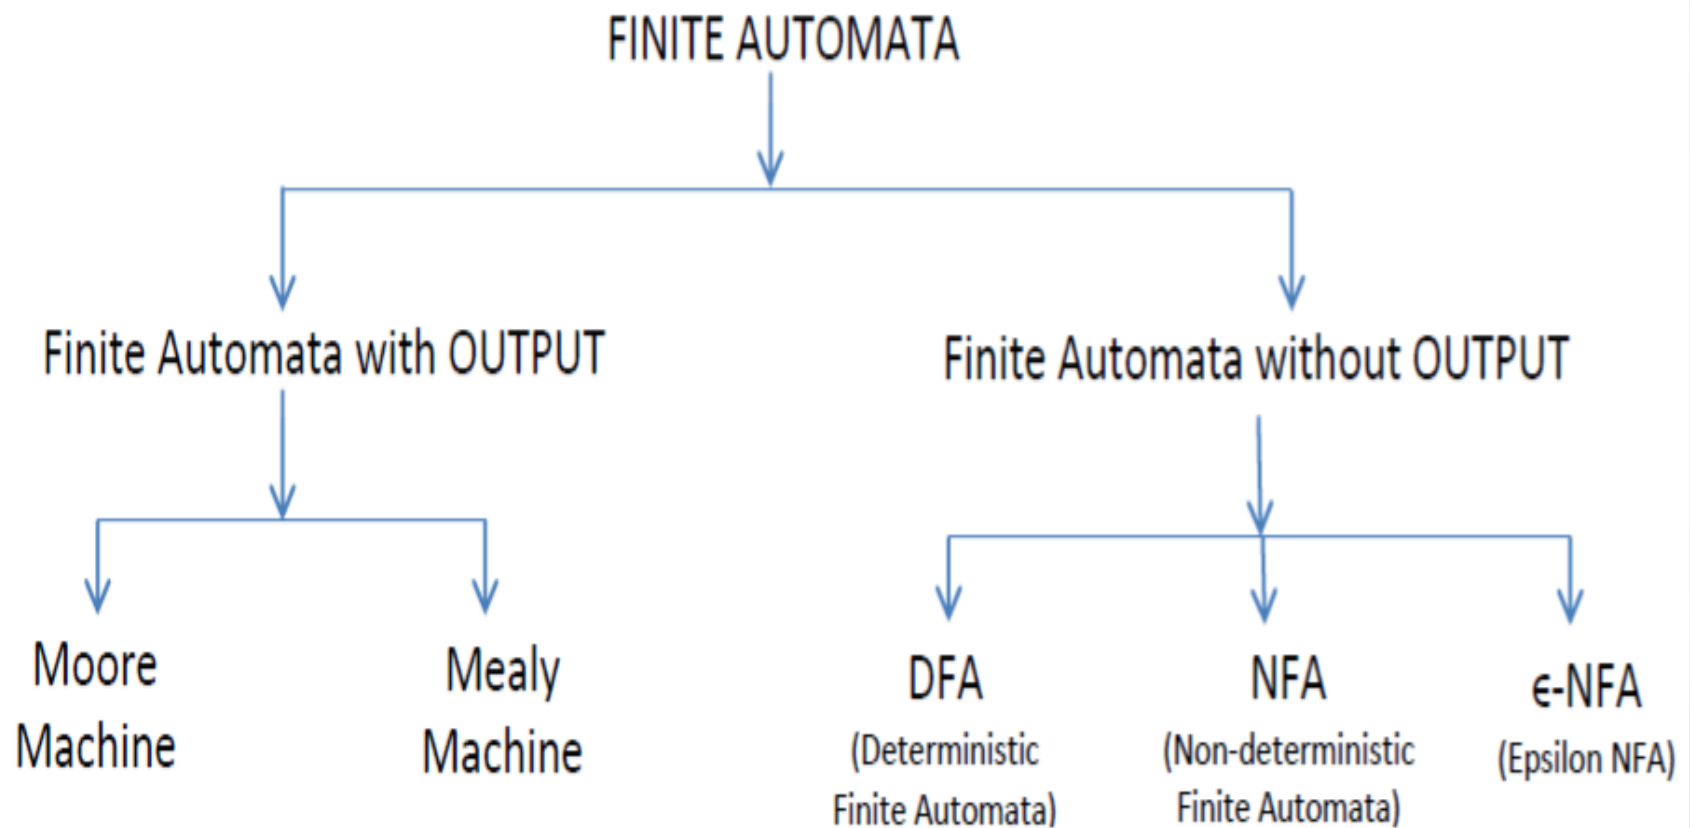 FINITE AUTOMATA
Finite Automata with OUTPUT
Finite Automata without OUTPUT
Moore
Machine
Mealy
Machine
DFA
(Deterministic
Finite Automata)
NFA
(Non-deterministic
Finite Automata)
ϵ-NFA
(Epsilon NFA)